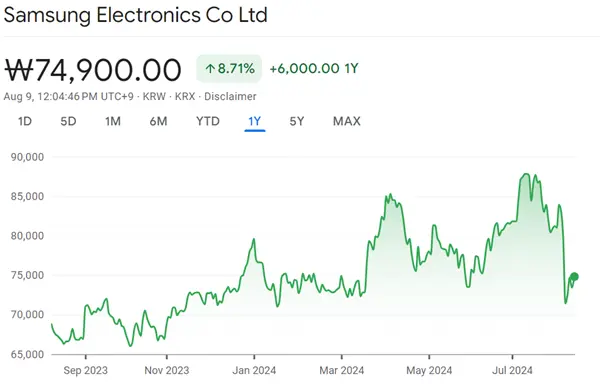 Samsung Electronics Co Ltd
₩74,900.00 ↑ 8.71% +6,000.00 1Y
Aug 9, 12:04:46 PM UTC+9 · KRW · KRX · Disclaimer
1D 5D 1M 6M YTD 1Y 5Y MAX
90,000
85,000
80,000
75,000
70,000
65,000
Sep 2023 Nov 2023 Jan 2024 Mar 2024 May 2024 Jul 2024